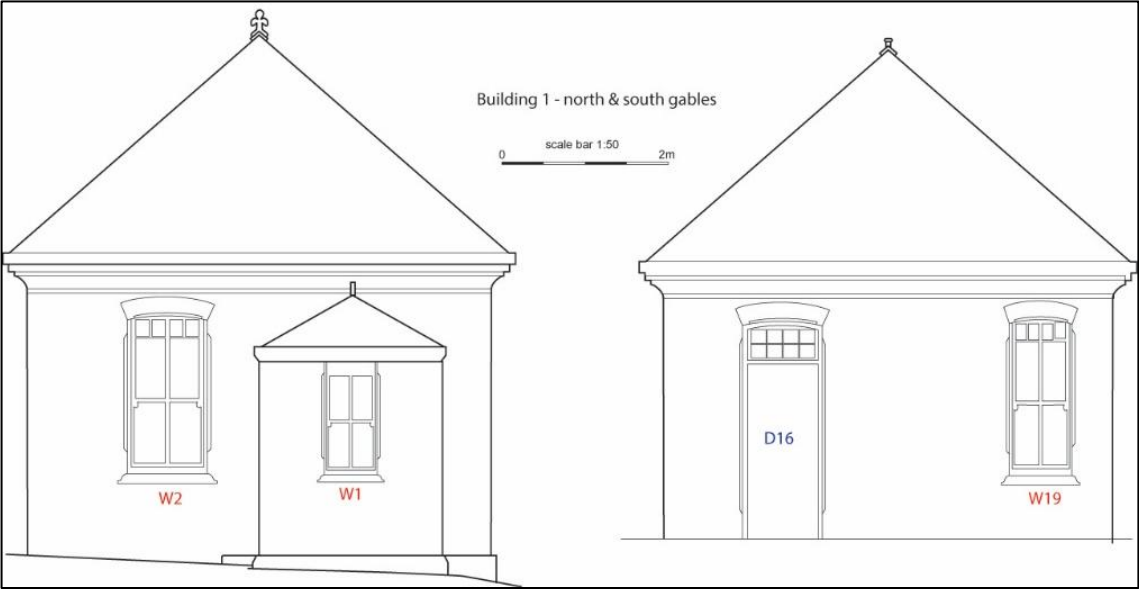 Building 1 - north & south gables
scale bar 1:50
0 2m
D16
W2
W1
W19